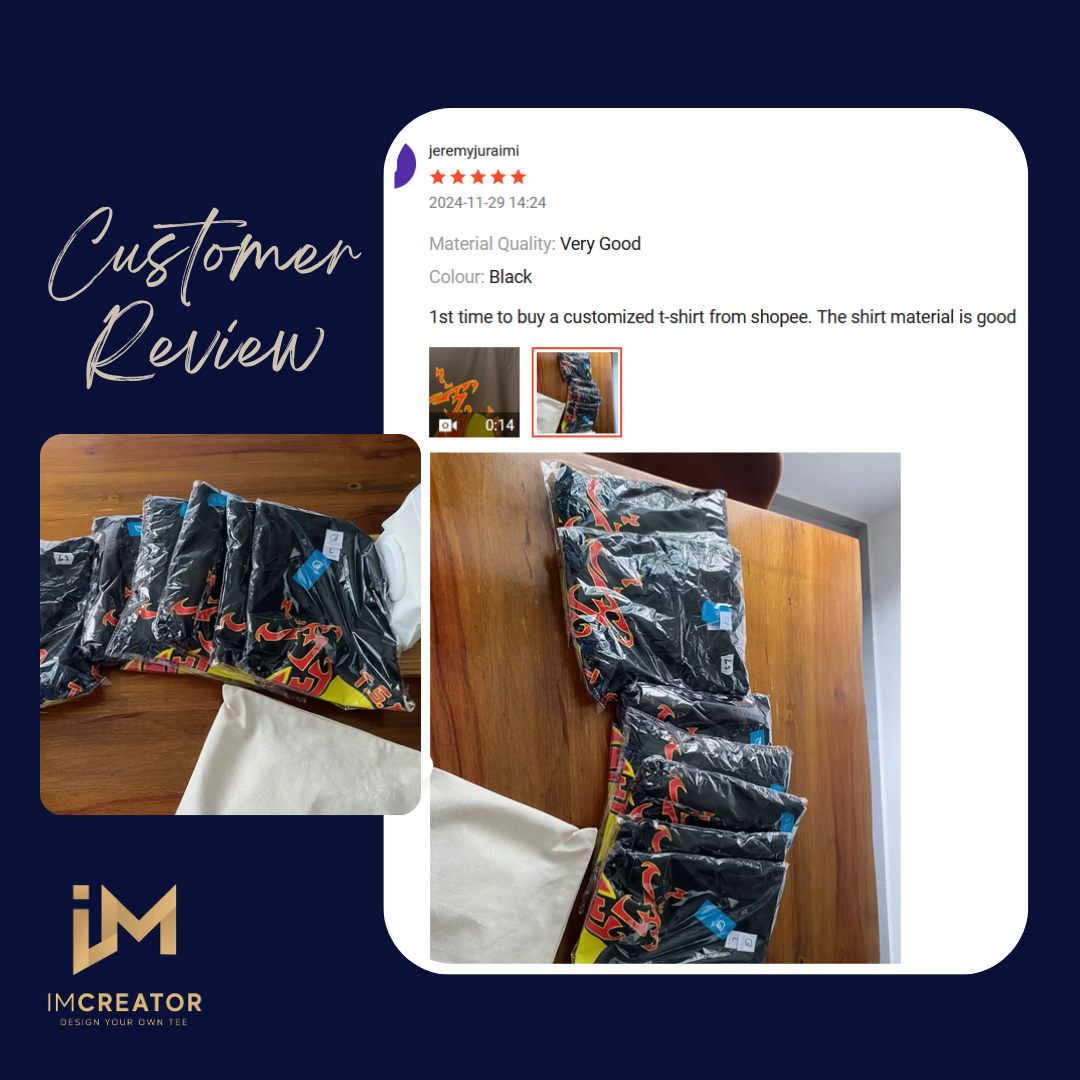 Customer
Review
jeremyjuraimi
2024-11-29 14:24
Material Quality: Very Good
Colour: Black
1st time to buy a customized t-shirt from shopee. The shirt material is good
0:14
L
T.S.
L
iM
IMCREATOR
DESIGN YOUR OWN TEE